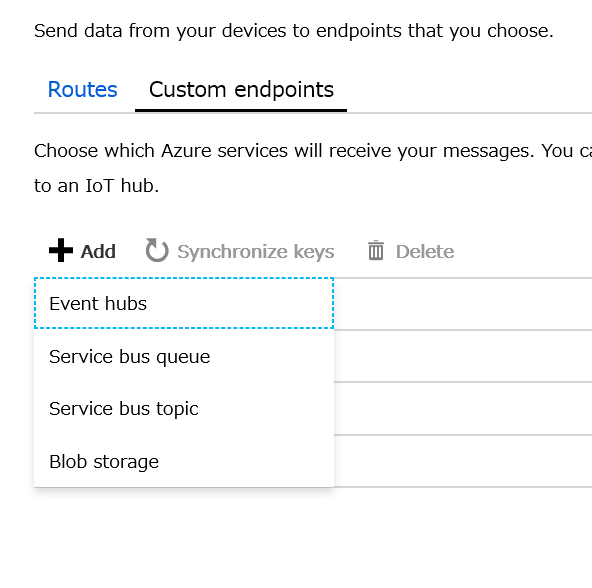 Send data from your devices to endpoints that you choose.
Routes Custom endpoints
Choose which Azure services will receive your messages. You
to an IoT hub.
Add Synchronize keys Delete
Event hubs
Service bus queue
Service bus topic
Blob storage